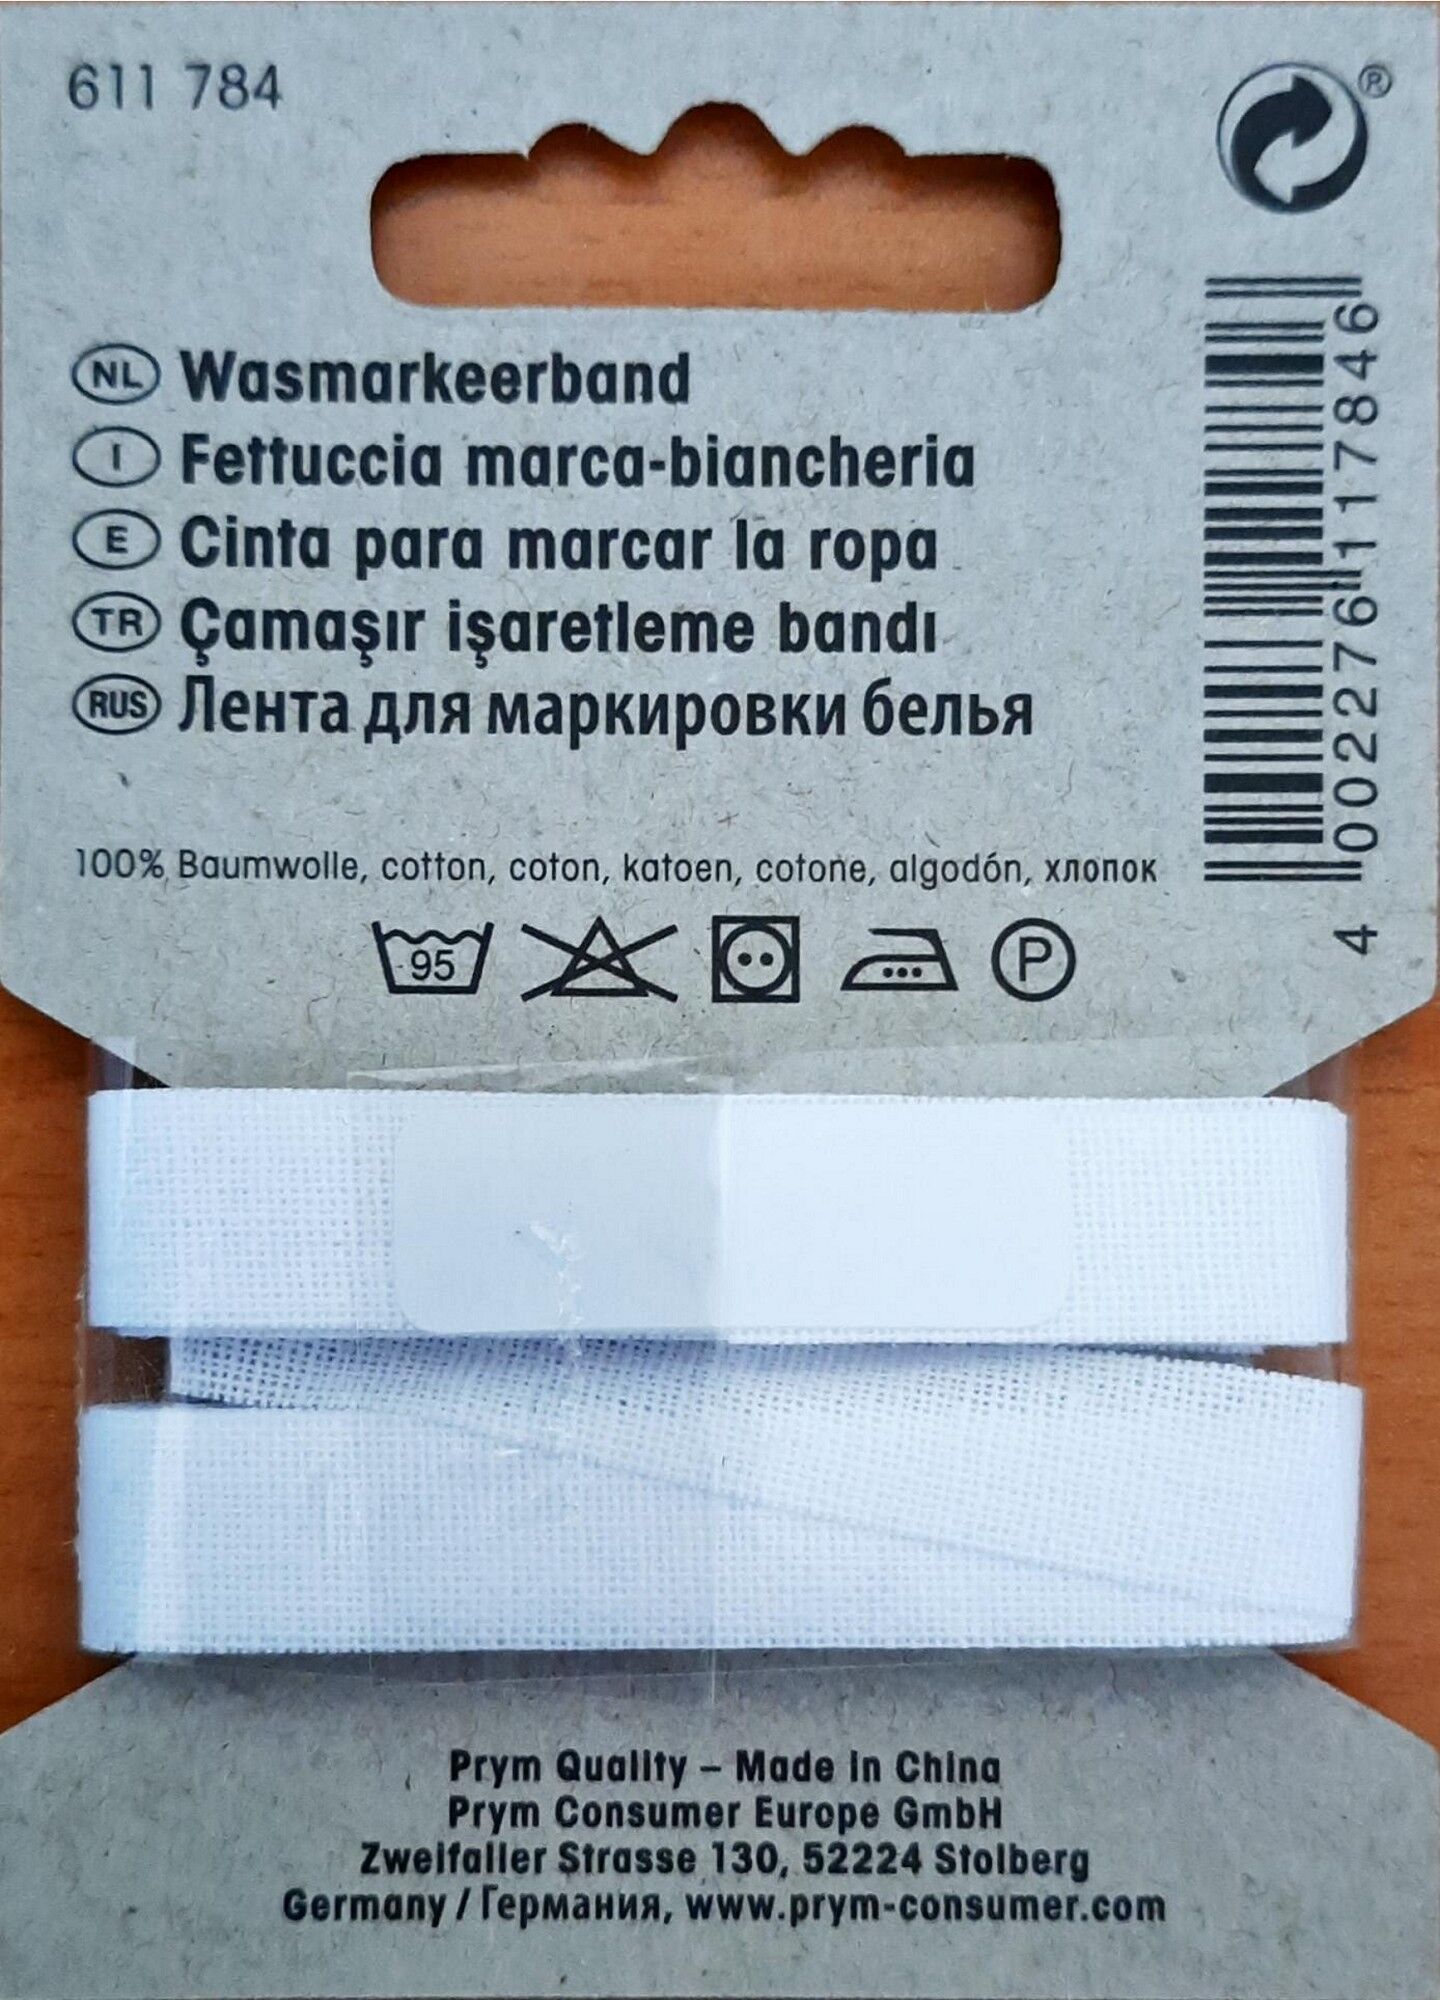 611 784
®
NL Wasmarkeerband
I Fettuccia marca-biancheria
E Cinta para marcar la ropa
TR Çamaşır işaretleme bandı
RUS Лента для маркировки белья
4 002276 117846
100% Baumwolle, cotton, coton, katoen, cotone, algodón, хлопок
95 P
Prym Quality – Made in China
Prym Consumer Europe GmbH
Zweifaller Strasse 130, 52224 Stolberg
Germany / Германия, www.prym-consumer.com